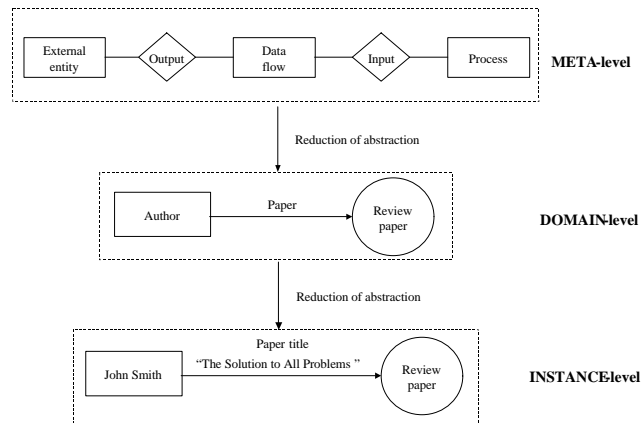 External
entity
Output
Data
flow
Input
Process
META-level
Reduction of abstraction
Author
Paper
Review
paper
DOMAIN-level
Reduction of abstraction
Paper title
“The Solution to All Problems ”
John Smith
Review
paper
INSTANCE-level